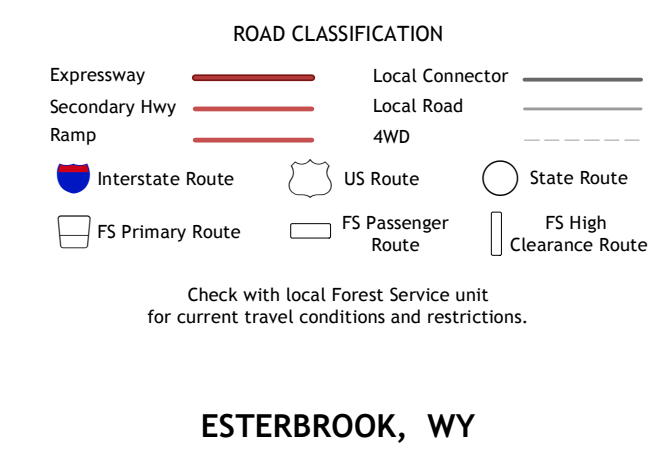 ROAD CLASSIFICATION
Expressway
Local Connector
Secondary Hwy
Local Road
Ramp
4WD
Interstate Route
US Route
State Route
FS Primary Route
FS Passenger
Route
FS High
Clearance Route
Check with local Forest Service unit
for current travel conditions and restrictions.
ESTERBROOK, WY